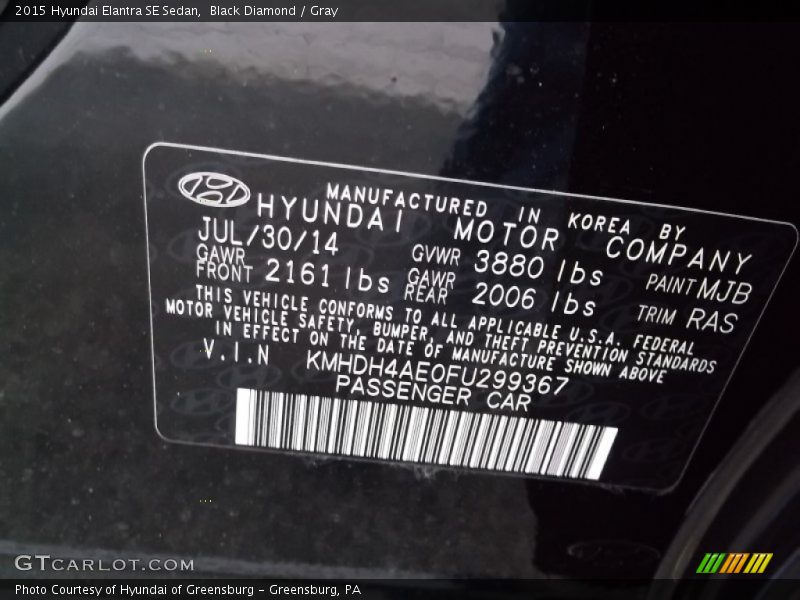 2015 Hyundai Elantra SE Sedan, Black Diamond / Gray
MANUFACTURED IN KOREA BY
HYUNDAI MOTOR COMPANY
JUL/30/14 GVWR 3880 lbs PAINT MJB
GAWR FRONT 2161 lbs GAWR REAR 2006 lbs TRIM RAS
THIS VEHICLE CONFORMS TO ALL APPLICABLE U.S.A. FEDERAL
MOTOR VEHICLE SAFETY, BUMPER, AND THEFT PREVENTION STANDARDS
IN EFFECT ON THE DATE OF MANUFACTURE SHOWN ABOVE
V.I.N KMHDH4AE0FU299367
PASSENGER CAR
GTCARLOT.COM
Photo Courtesy of Hyundai of Greensburg - Greensburg, PA